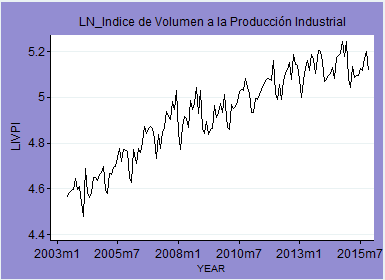 LN_Indice de Volumen a la Producción Industrial
LIVPI
5.2
5
4.8
4.6
4.4
2003m1 2005m7 2008m1 2010m7 2013m1 2015m7
YEAR